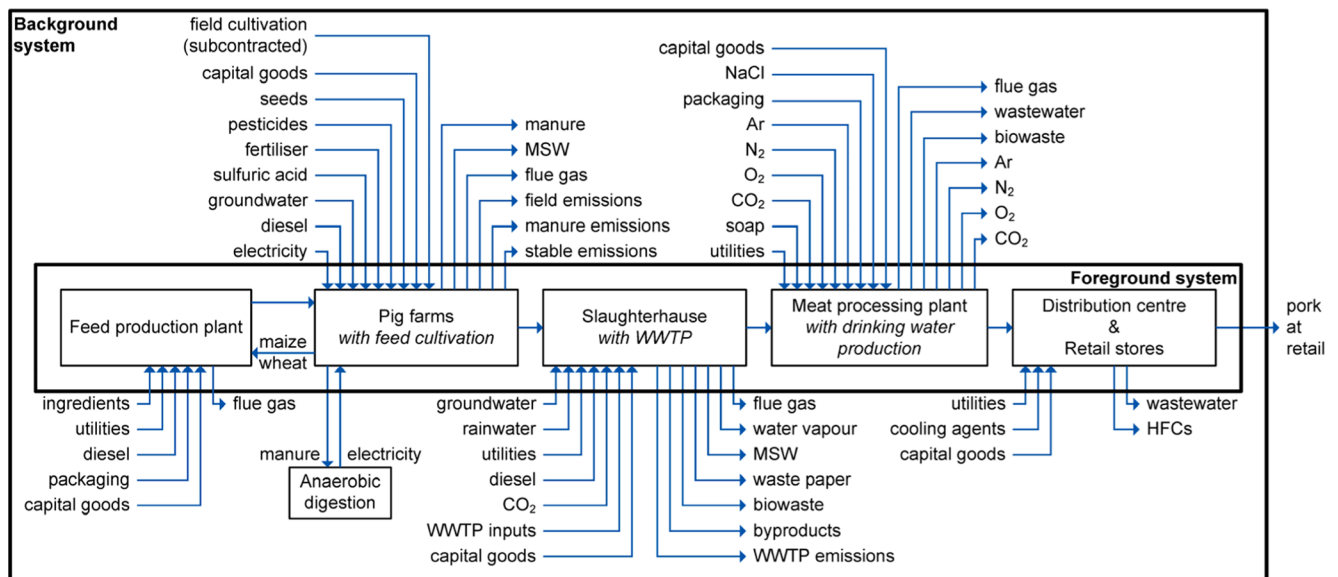 Background
system
field cultivation
(subcontracted)
capital goods
seeds
pesticides
fertiliser
sulfuric acid
groundwater
diesel
electricity
manure
MSW
flue gas
field emissions
manure emissions
stable emissions
capital goods
NaCl
packaging
Ar
N₂
O₂
CO₂
soap
utilities
flue gas
wastewater
biowaste
Ar
N₂
O₂
CO₂
Foreground system
Feed production plant
maize
wheat
Pig farms
with feed cultivation
Slaughterhause
with WWTP
Meat processing plant
with drinking water
production
Distribution centre
&
Retail stores
pork
at
retail
ingredients
utilities
diesel
packaging
capital goods
flue gas
manure
electricity
Anaerobic
digestion
groundwater
rainwater
utilities
diesel
CO₂
WWTP inputs
capital goods
flue gas
water vapour
MSW
waste paper
biowaste
byproducts
WWTP emissions
utilities
cooling agents
capital goods
wastewater
HFCs